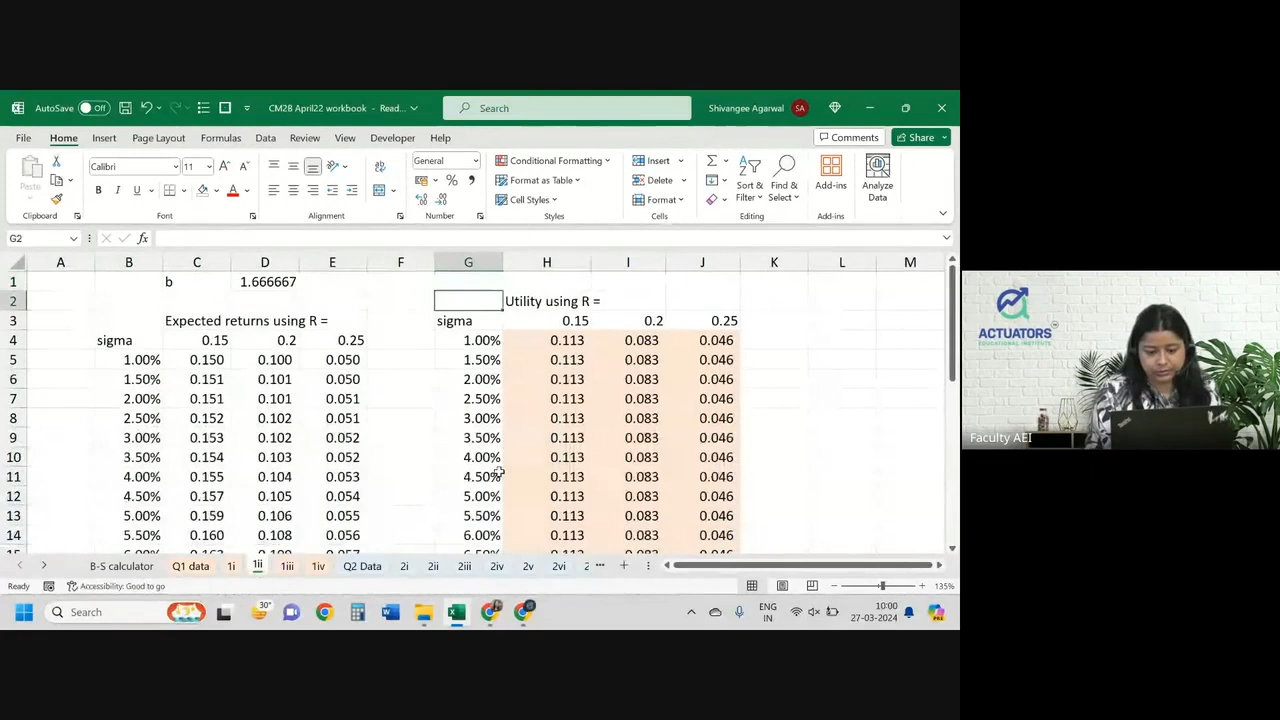 AutoSave Off CM2B April22 workbook - Read... Search Shivangee Agarwal SA
File Home Insert Page Layout Formulas Data Review View Developer Help Comments Share
Paste Calibri 11 A A General Conditional Formatting Insert Σ Sort & Filter Find & Select Add-ins Analyze Data
B I U A % , Format as Table Delete
Cell Styles Format
Clipboard Font Alignment Number Styles Cells Editing Add-ins
G2 fx
A B C D E F G H I J K L M
1 b 1.666667
2 Utility using R =
3 Expected returns using R = sigma 0.15 0.2 0.25
4 sigma 0.15 0.2 0.25 1.00% 0.113 0.083 0.046
5 1.00% 0.150 0.100 0.050 1.50% 0.113 0.083 0.046
6 1.50% 0.151 0.101 0.050 2.00% 0.113 0.083 0.046
7 2.00% 0.151 0.101 0.051 2.50% 0.113 0.083 0.046
8 2.50% 0.152 0.102 0.051 3.00% 0.113 0.083 0.046
9 3.00% 0.153 0.102 0.052 3.50% 0.113 0.083 0.046
10 3.50% 0.154 0.103 0.052 4.00% 0.113 0.083 0.046
11 4.00% 0.155 0.104 0.053 4.50% 0.113 0.083 0.046
12 4.50% 0.157 0.105 0.054 5.00% 0.113 0.083 0.046
13 5.00% 0.159 0.106 0.055 5.50% 0.113 0.083 0.046
14 5.50% 0.160 0.108 0.056 6.00% 0.113 0.083 0.046
B-S calculator Q1 data 1i 1ii 1iii 1iv Q2 Data 2i 2ii 2iii 2iv 2v 2vi 2 ...
Ready Accessibility: Good to go 135%
Search 30° ENG IN 10:00 27-03-2024
ACTUATORS
EDUCATIONAL INSTITUTE
Faculty AEI